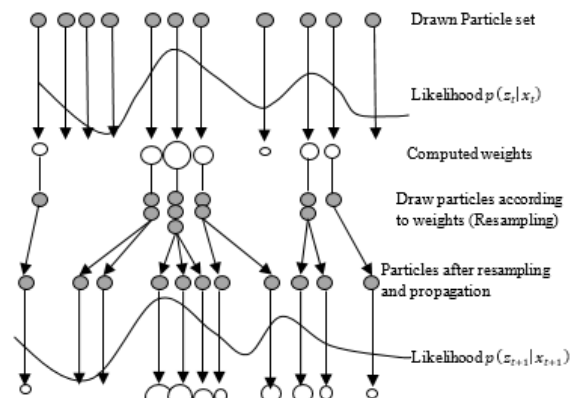 Drawn Particle set
Likelihood p(z_t|x_t)
Computed weights
Draw particles according
to weights (Resampling)
Particles after resampling
and propagation
Likelihood p(z_{t+1}|x_{t+1})